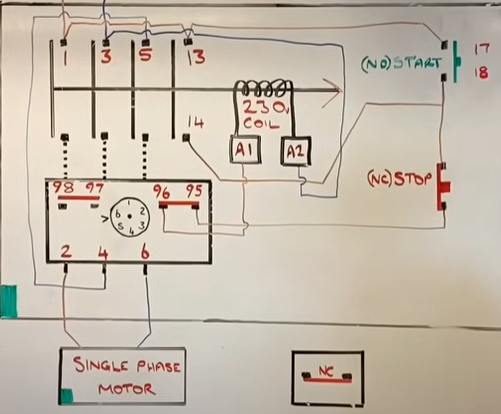 1 3 5 13
17
(NO) START
18
230v
COIL
14
A1 A2
(NC) STOP
98 97 96 95
1
6 2
5 3
4
2 4 6
SINGLE PHASE
MOTOR
NC